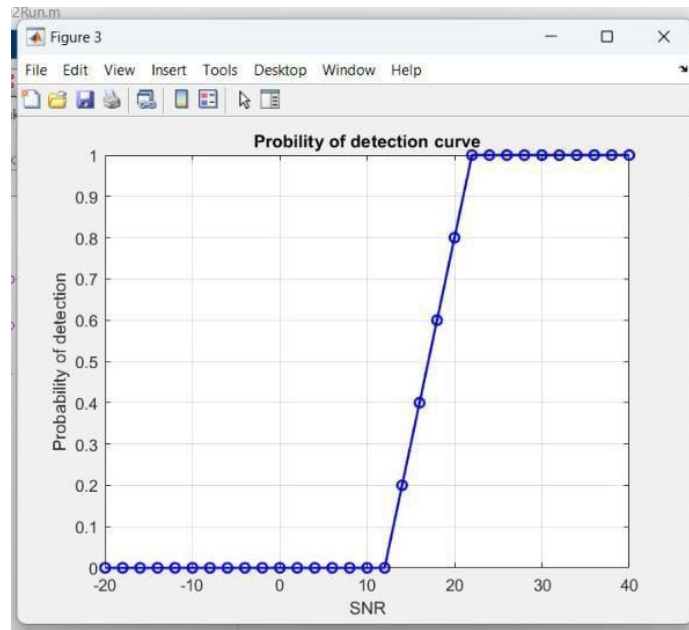 2Run.m
Figure 3
File Edit View Insert Tools Desktop Window Help
Probility of detection curve
1
0.9
0.8
0.7
0.6
0.5
0.4
0.3
0.2
0.1
0
Probability of detection
-20 -10 0 10 20 30 40
SNR